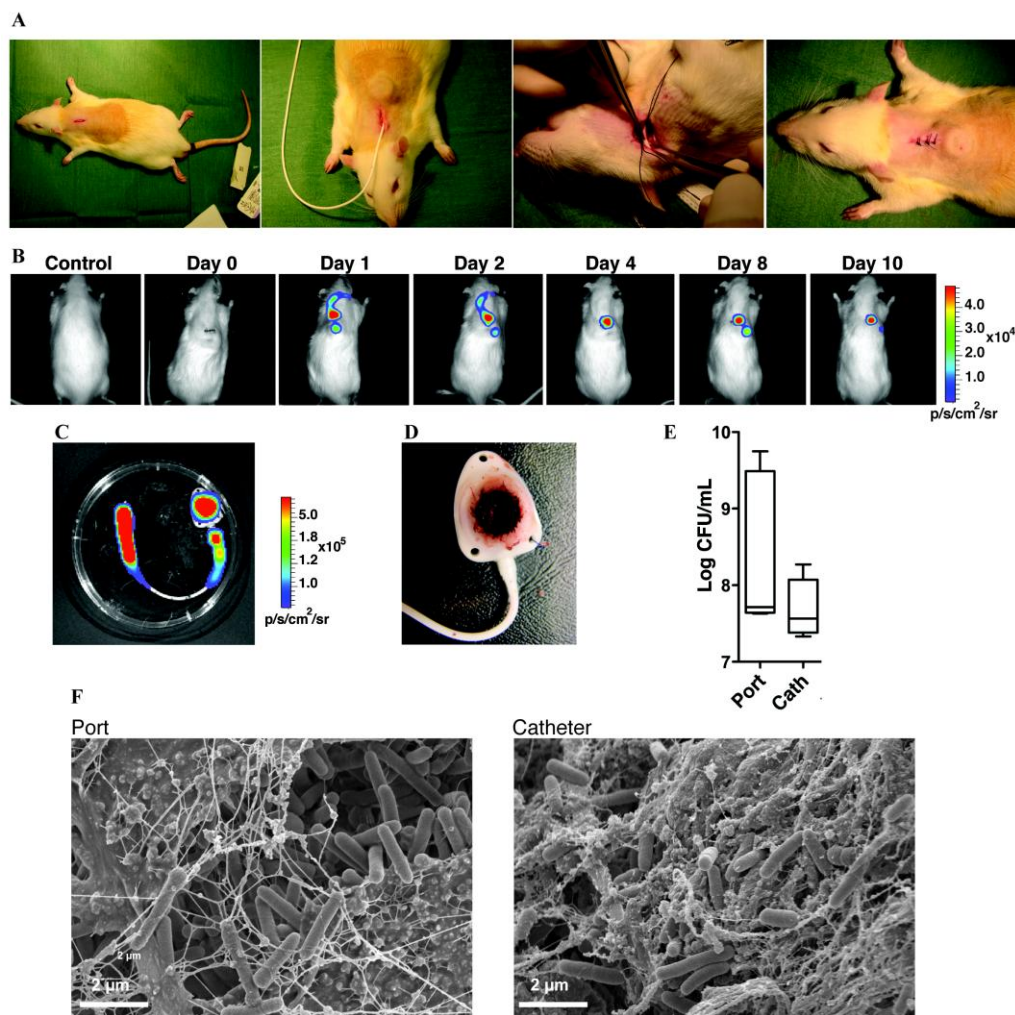 A
B
Control Day 0 Day 1 Day 2 Day 4 Day 8 Day 10
4.0
3.0
x10⁴
2.0
1.0
p/s/cm²/sr
C
5.0
1.8
x10⁵
1.2
1.0
p/s/cm²/sr
D
E
10
9
8
7
Log CFU/mL
Port Cath
F
Port
Catheter
2 µm
2 µm
2 µm